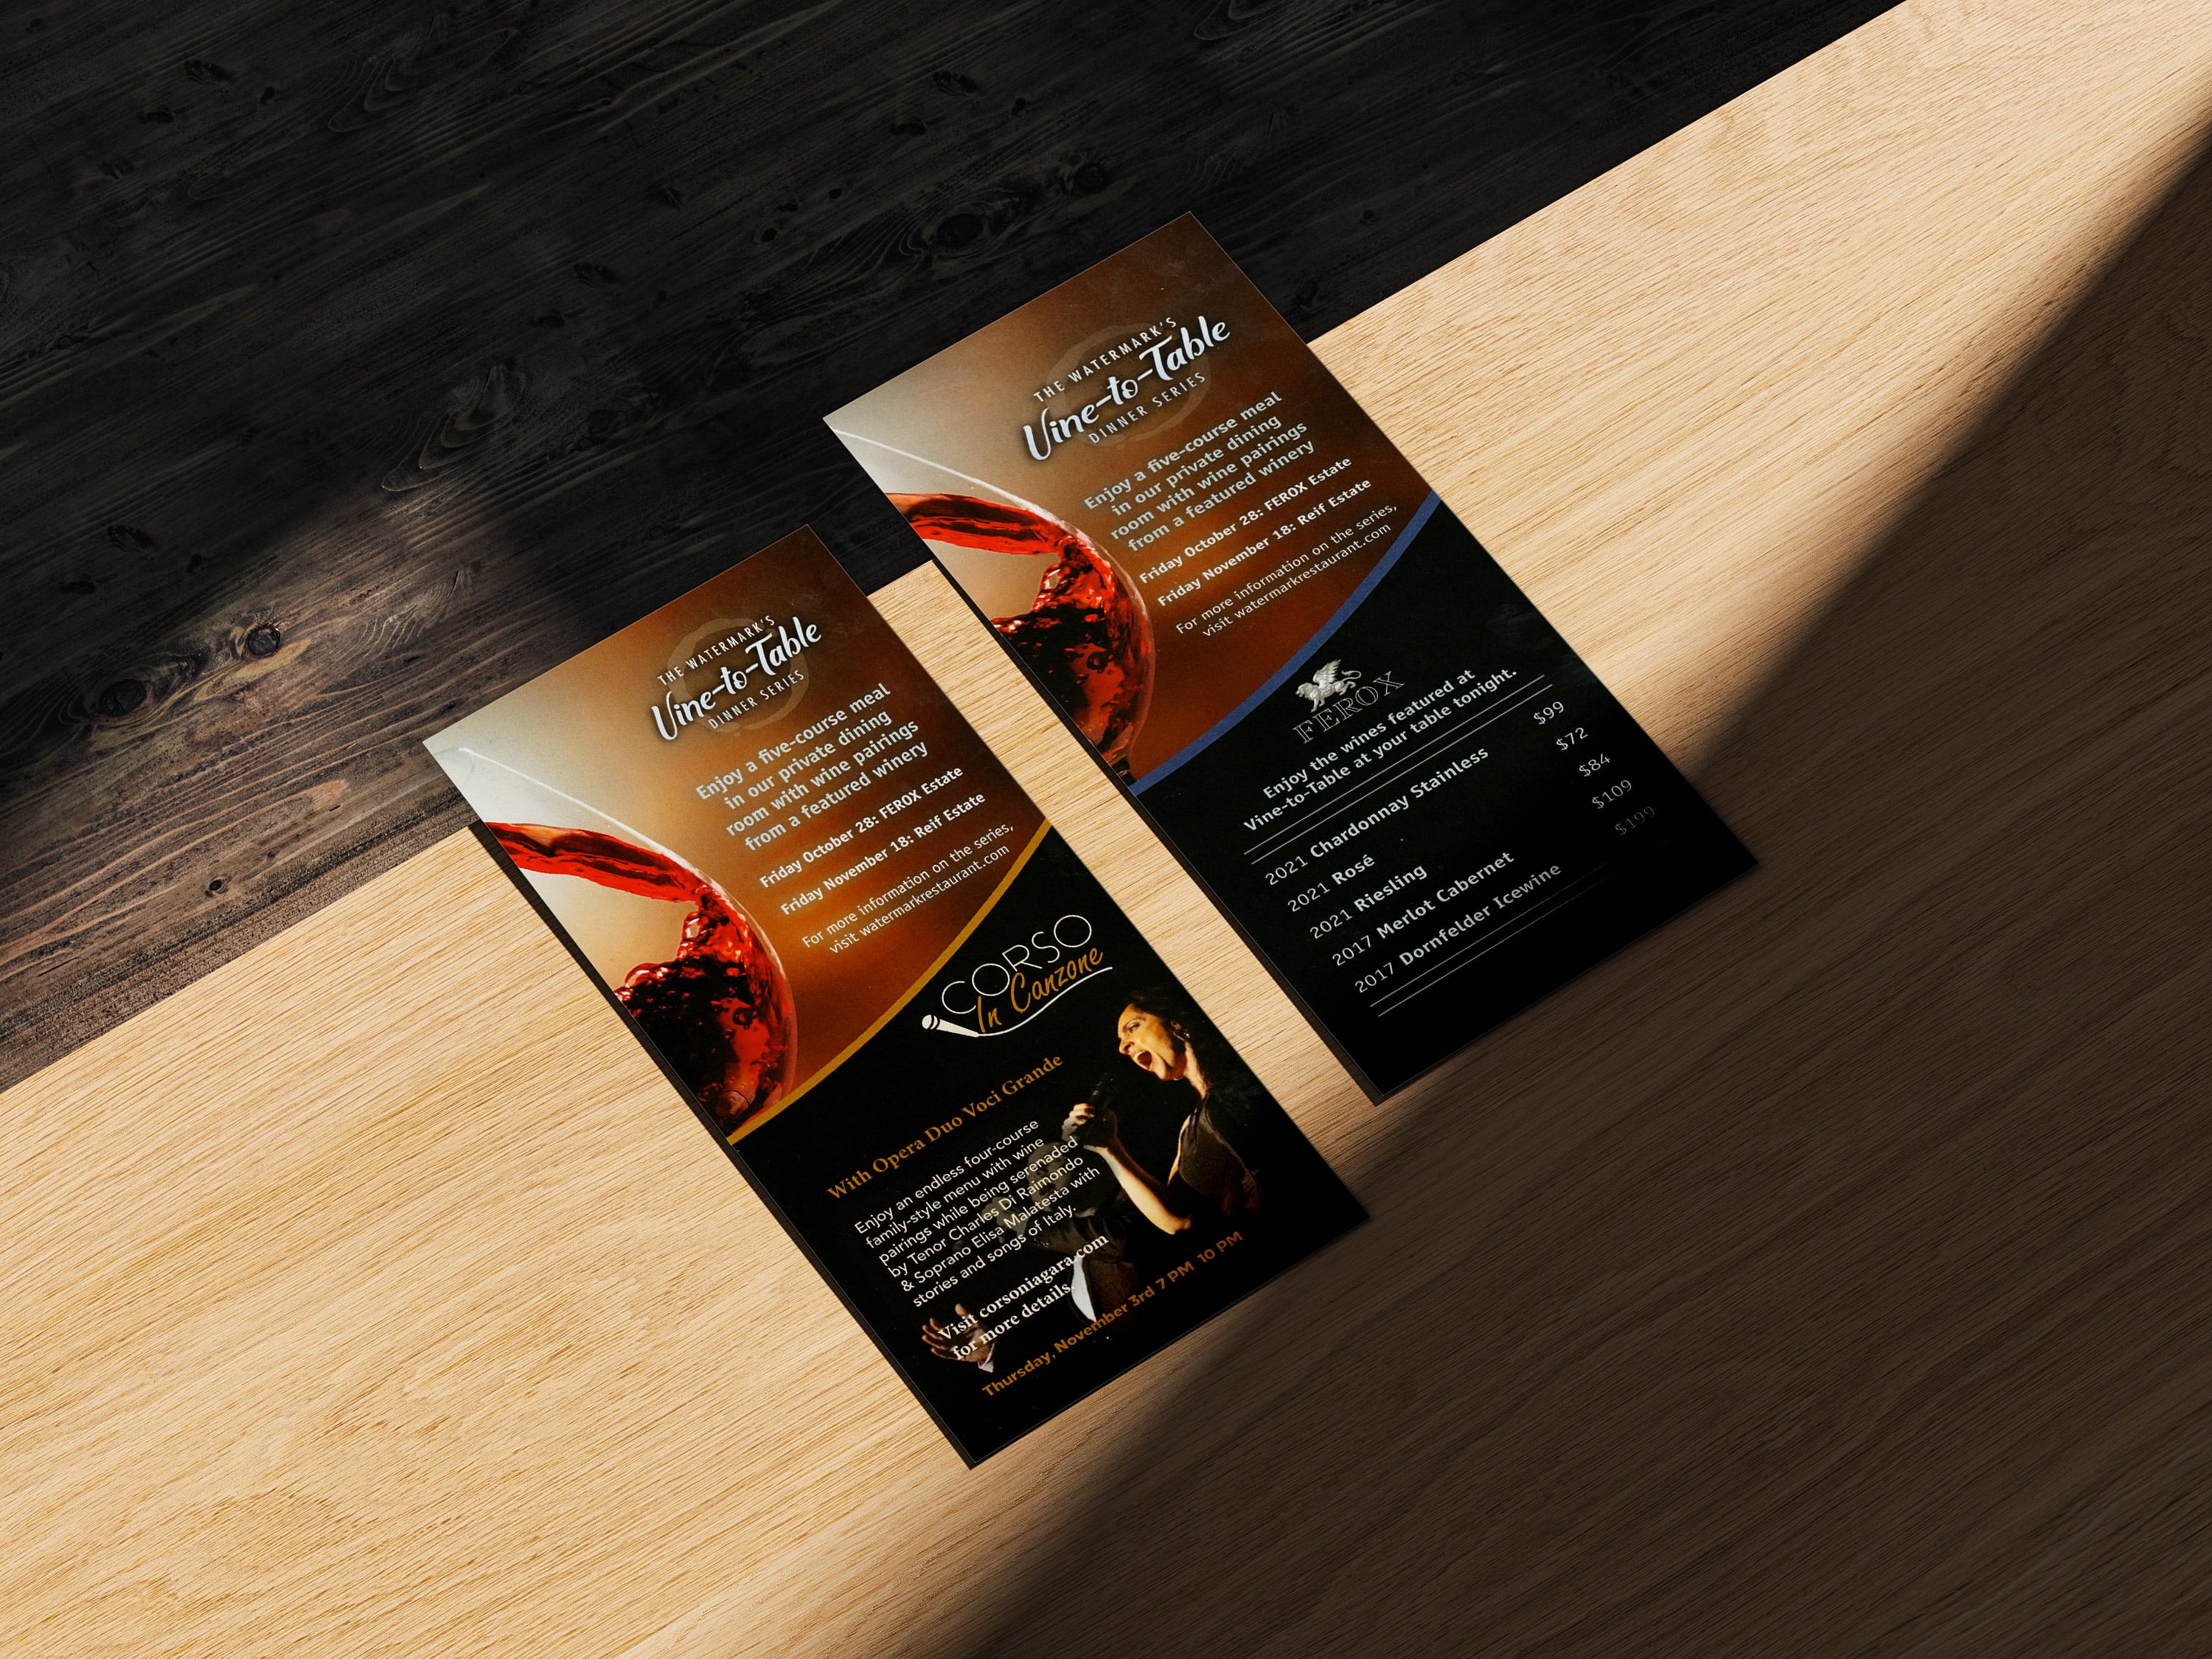 THE WATERMARK'S
Vine-to-Table
DINNER SERIES
Enjoy a five-course meal
in our private dining
room with wine pairings
from a featured winery
Friday October 28: FEROX Estate
Friday November 18: Reif Estate
For more information on the series,
visit watermarkrestaurant.com
CORSO
In Canzone
With Opera Duo Voci Grande
Enjoy an endless four-course
family-style menu with wine
pairings while being serenaded
by Tenor Charles Di Raimondo
& Soprano Elisa Malatesta with
stories and songs of Italy.
Visit corsoniagara.com
for more details.
Thursday, November 3rd 7 PM 10 PM
THE WATERMARK'S
Vine-to-Table
DINNER SERIES
Enjoy a five-course meal
in our private dining
room with wine pairings
from a featured winery
Friday October 28: FEROX Estate
Friday November 18: Reif Estate
For more information on the series,
visit watermarkrestaurant.com
FEROX
Enjoy the wines featured at
Vine-to-Table at your table tonight.
2021 Chardonnay Stainless $99
2021 Rosé $72
2021 Riesling $84
2017 Merlot Cabernet $109
2017 Dornfelder Icewine $199